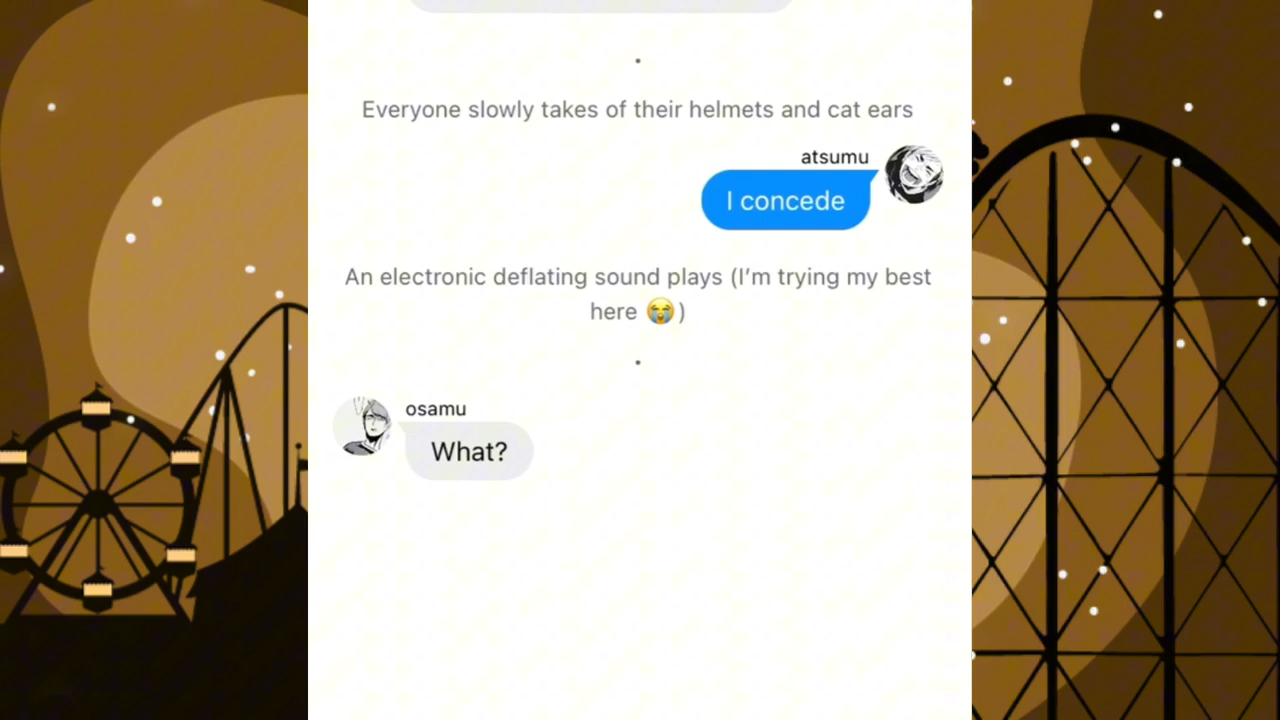 Everyone slowly takes of their helmets and cat ears
atsumu
I concede
An electronic deflating sound plays (I’m trying my best
here 😭)
osamu
What?